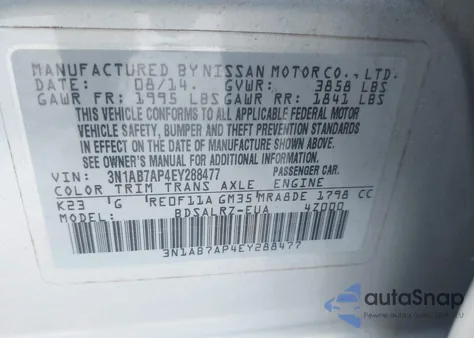 MANUFACTURED BY NISSAN MOTOR CO., LTD.
DATE: 08/14 GVWR: 3858 LBS
GAWR FR: 1995 LBS GAWR RR: 1841 LBS
THIS VEHICLE CONFORMS TO ALL APPLICABLE FEDERAL MOTOR
VEHICLE SAFETY, BUMPER AND THEFT PREVENTION STANDARDS
IN EFFECT ON THE DATE OF MANUFACTURE SHOWN ABOVE.
SEE OWNER'S MANUAL FOR ADDITIONAL INFORMATION.
VIN: 3N1AB7AP4EY288477 PASSENGER CAR.
COLOR TRIM TRANS AXLE ENGINE
K23 G RE0F11A GM35 MRA8DE 1798 CC
MODEL: BDSALRZ-EUA 4Z000
3N1AB7AP4EY288477
autoSnap